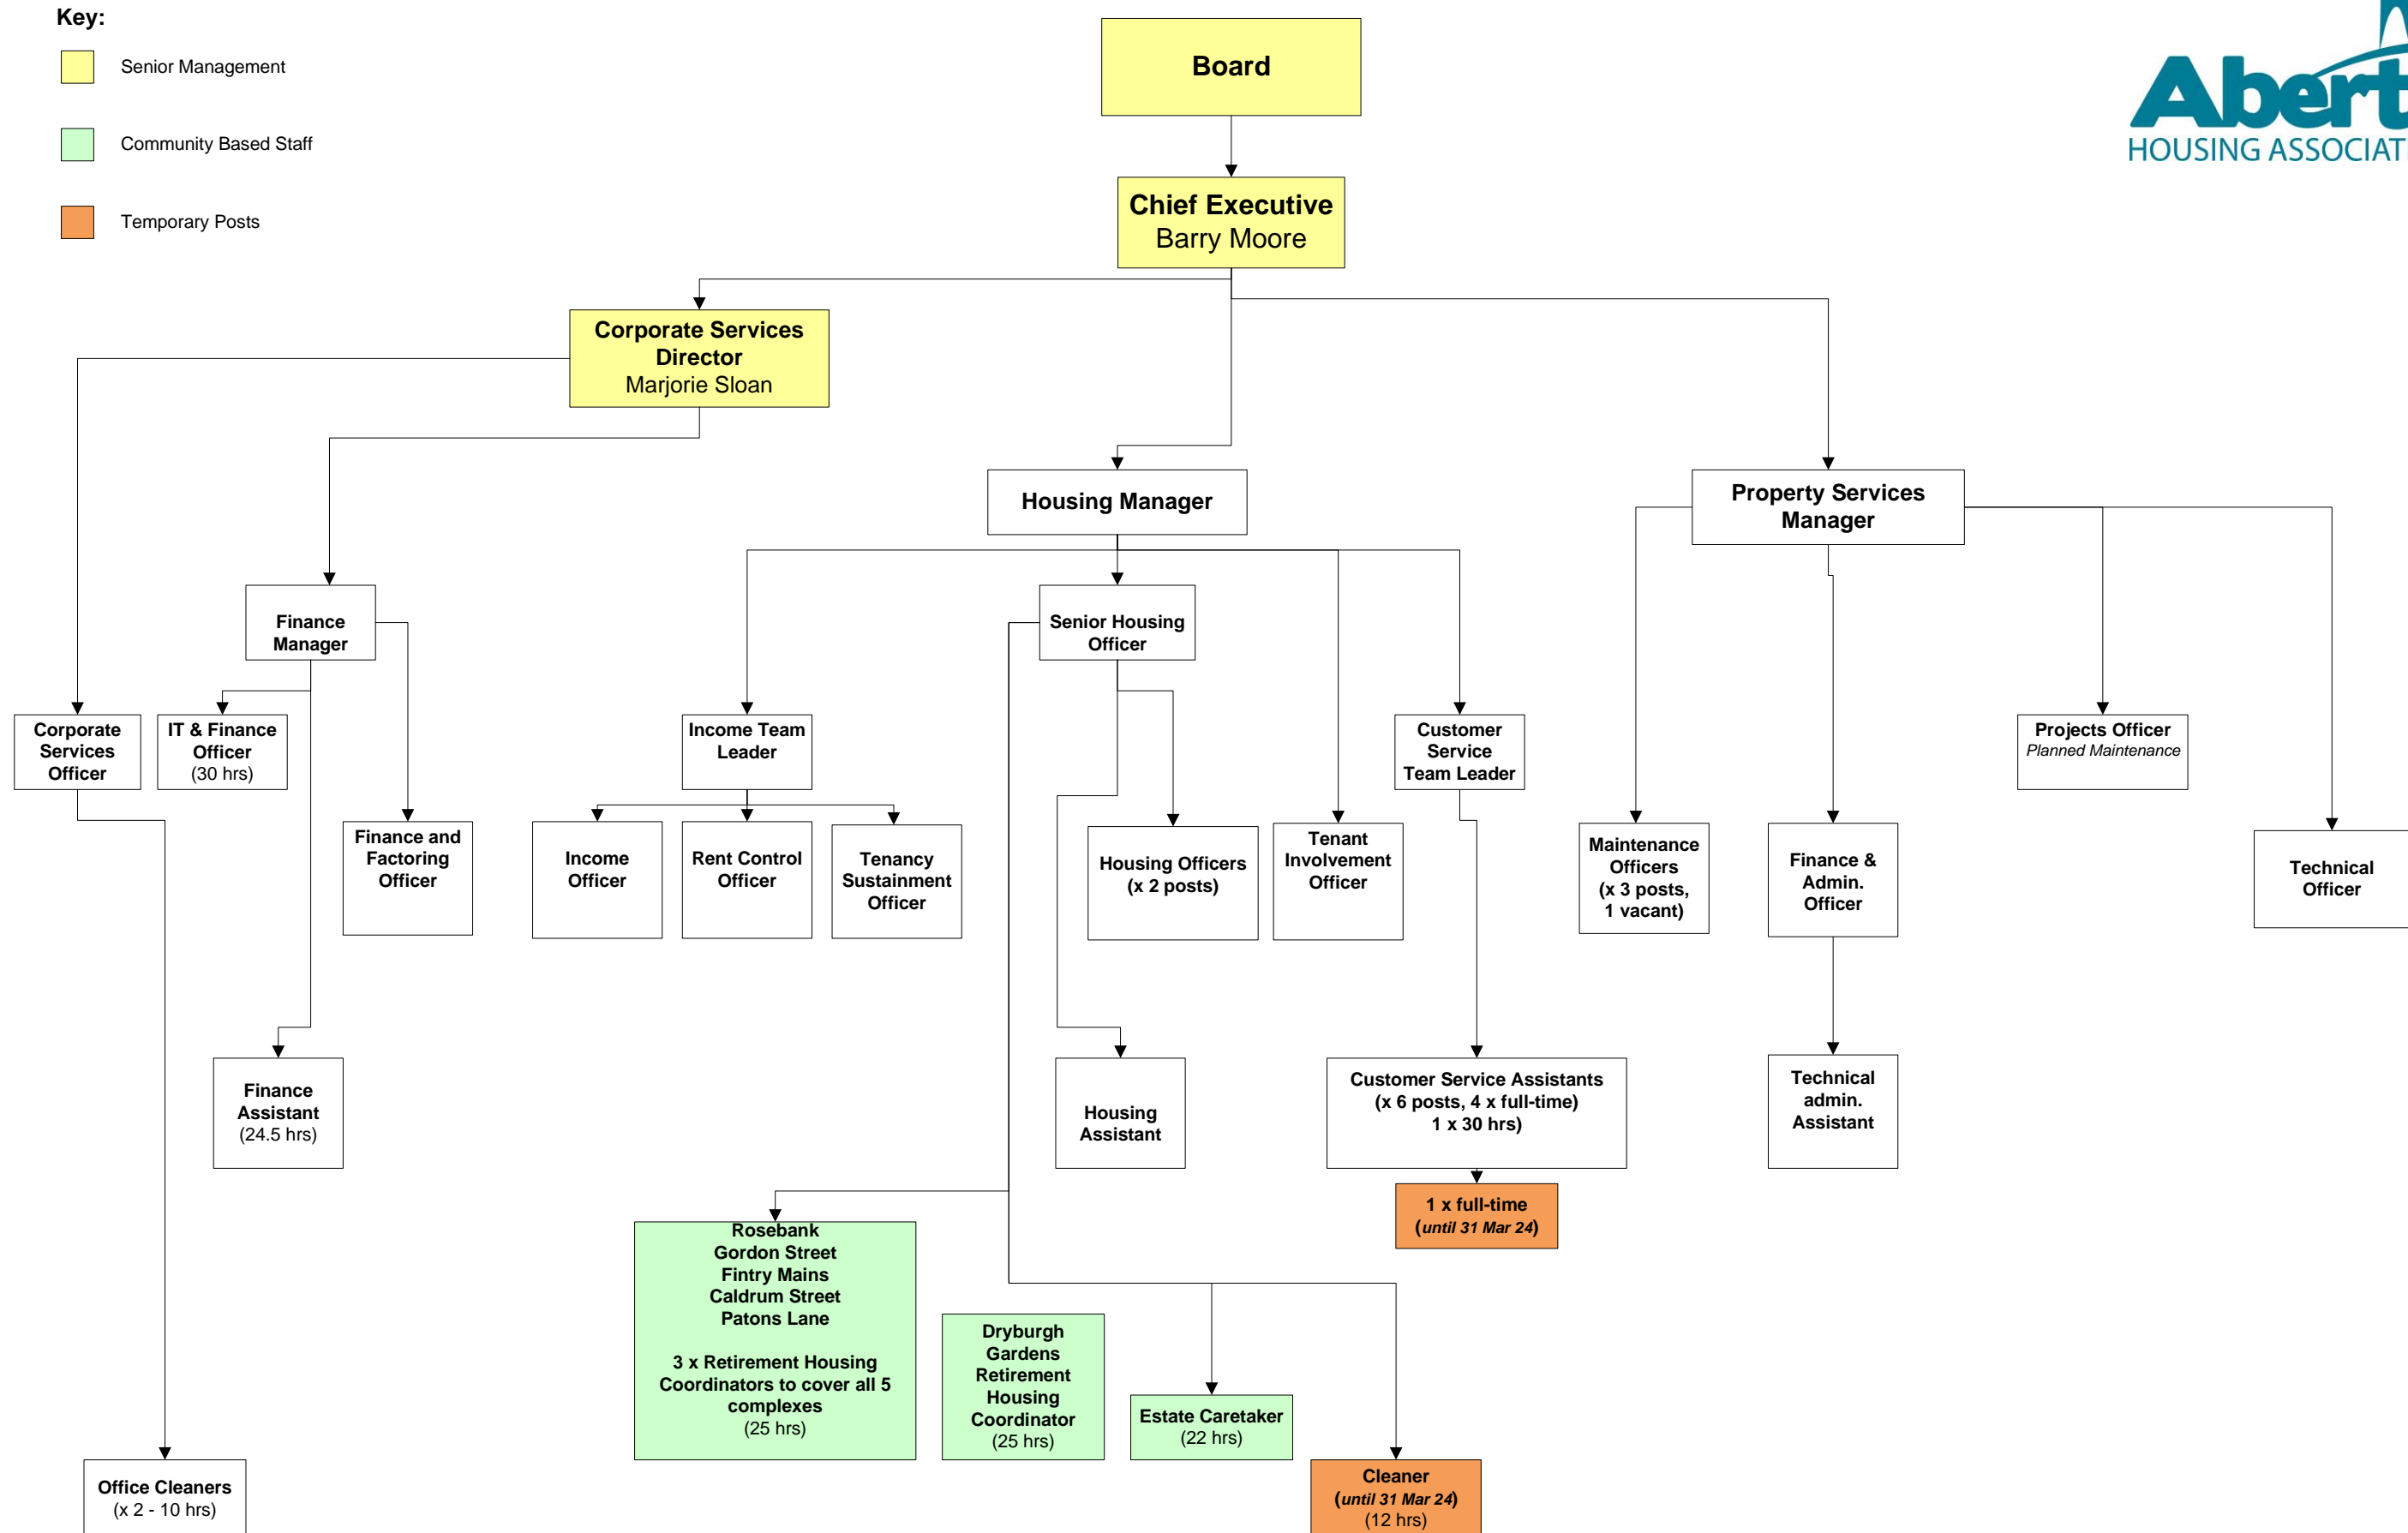 Key:
Senior Management
Community Based Staff
Temporary Posts
Board
Abert
HOUSING ASSOCIAT
Chief Executive
Barry Moore
Corporate Services
Director
Marjorie Sloan
Housing Manager
Property Services
Manager
Finance
Manager
Senior Housing
Officer
Corporate
Services
Officer
IT & Finance
Officer
(30 hrs)
Income Team
Leader
Customer
Service
Team Leader
Projects Officer
Planned Maintenance
Finance and
Factoring
Officer
Income
Officer
Rent Control
Officer
Tenancy
Sustainment
Officer
Housing Officers
(x 2 posts)
Tenant
Involvement
Officer
Maintenance
Officers
(x 3 posts,
1 vacant)
Finance &
Admin.
Officer
Technical
Officer
Finance
Assistant
(24.5 hrs)
Housing
Assistant
Customer Service Assistants
(x 6 posts, 4 x full-time)
1 x 30 hrs)
Technical
admin.
Assistant
1 x full-time
(until 31 Mar 24)
Rosebank
Gordon Street
Fintry Mains
Caldrum Street
Patons Lane
3 x Retirement Housing
Coordinators to cover all 5
complexes
(25 hrs)
Dryburgh
Gardens
Retirement
Housing
Coordinator
(25 hrs)
Estate Caretaker
(22 hrs)
Office Cleaners
(x 2 - 10 hrs)
Cleaner
(until 31 Mar 24)
(12 hrs)